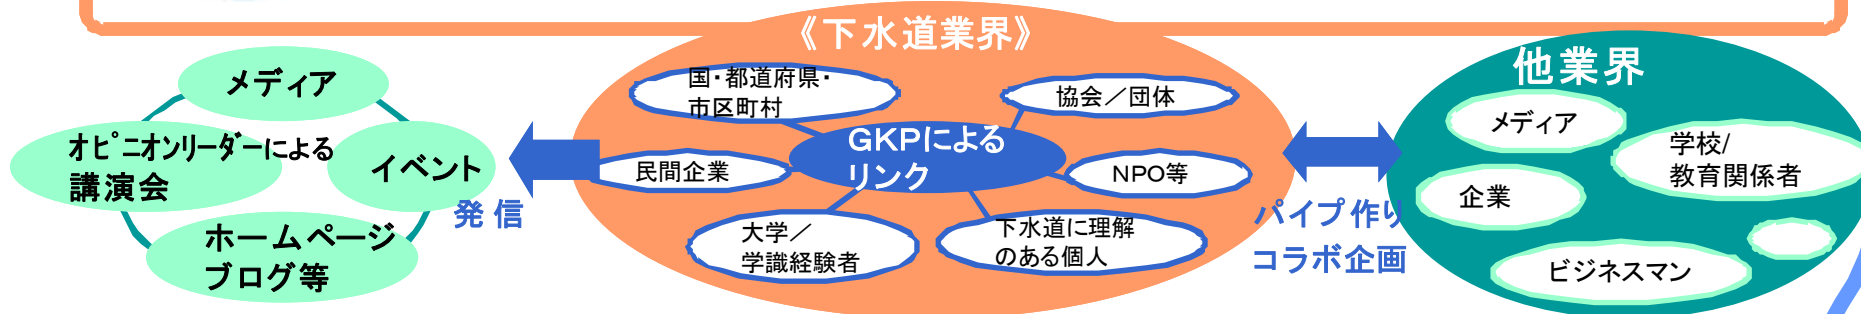 《下水道業界》
メディア
オピニオンリーダーによる
講演会
イベント
ホームページ
ブログ等
発信
国・都道府県・
市区町村
協会／団体
GKPによる
リンク
民間企業
NPO等
大学／
学識経験者
下水道に理解
のある個人
パイプ作り
コラボ企画
他業界
メディア
学校/
教育関係者
企業
ビジネスマン